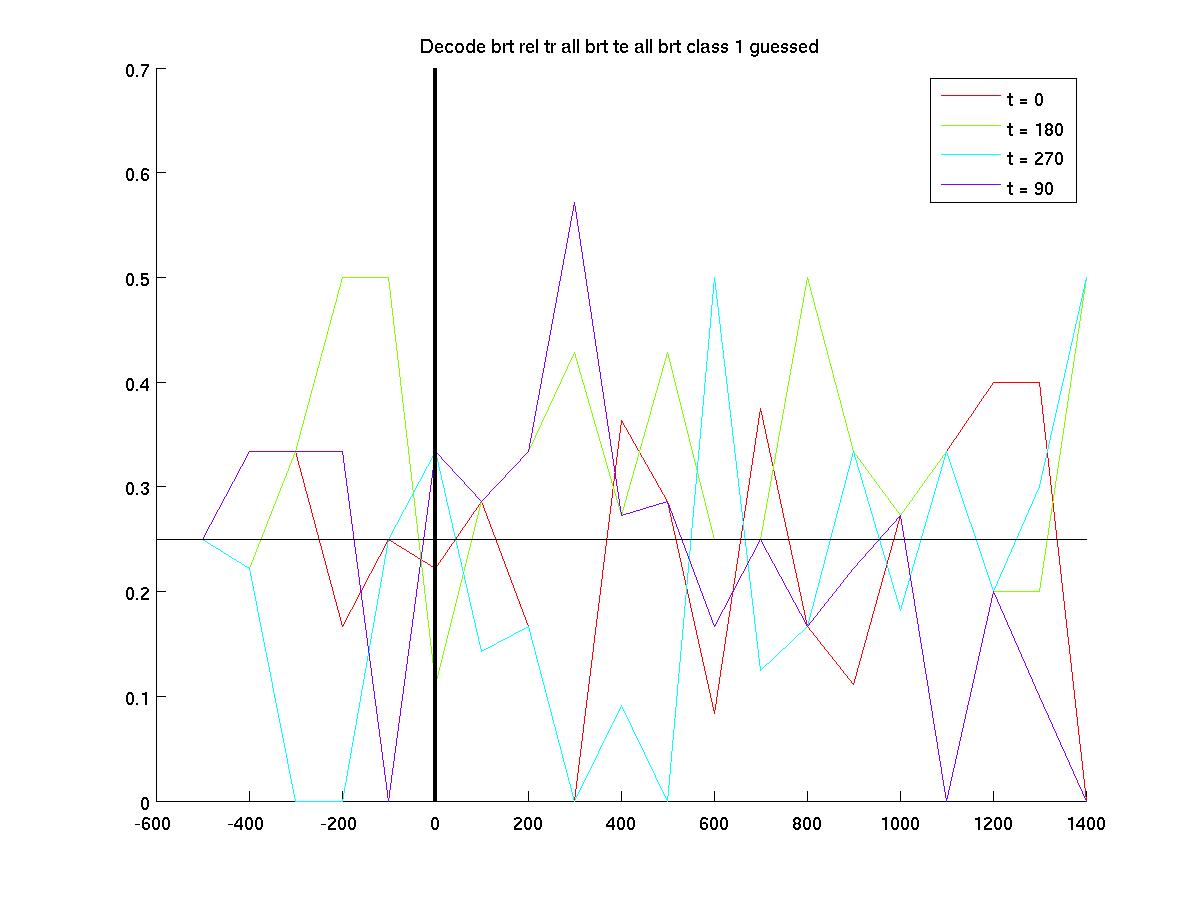 Decode brt rel tr all brt te all brt class 1 guessed
t = 0
t = 180
t = 270
t = 90
0.7
0.6
0.5
0.4
0.3
0.2
0.1
0
-600 -400 -200 0 200 400 600 800 1000 1200 1400